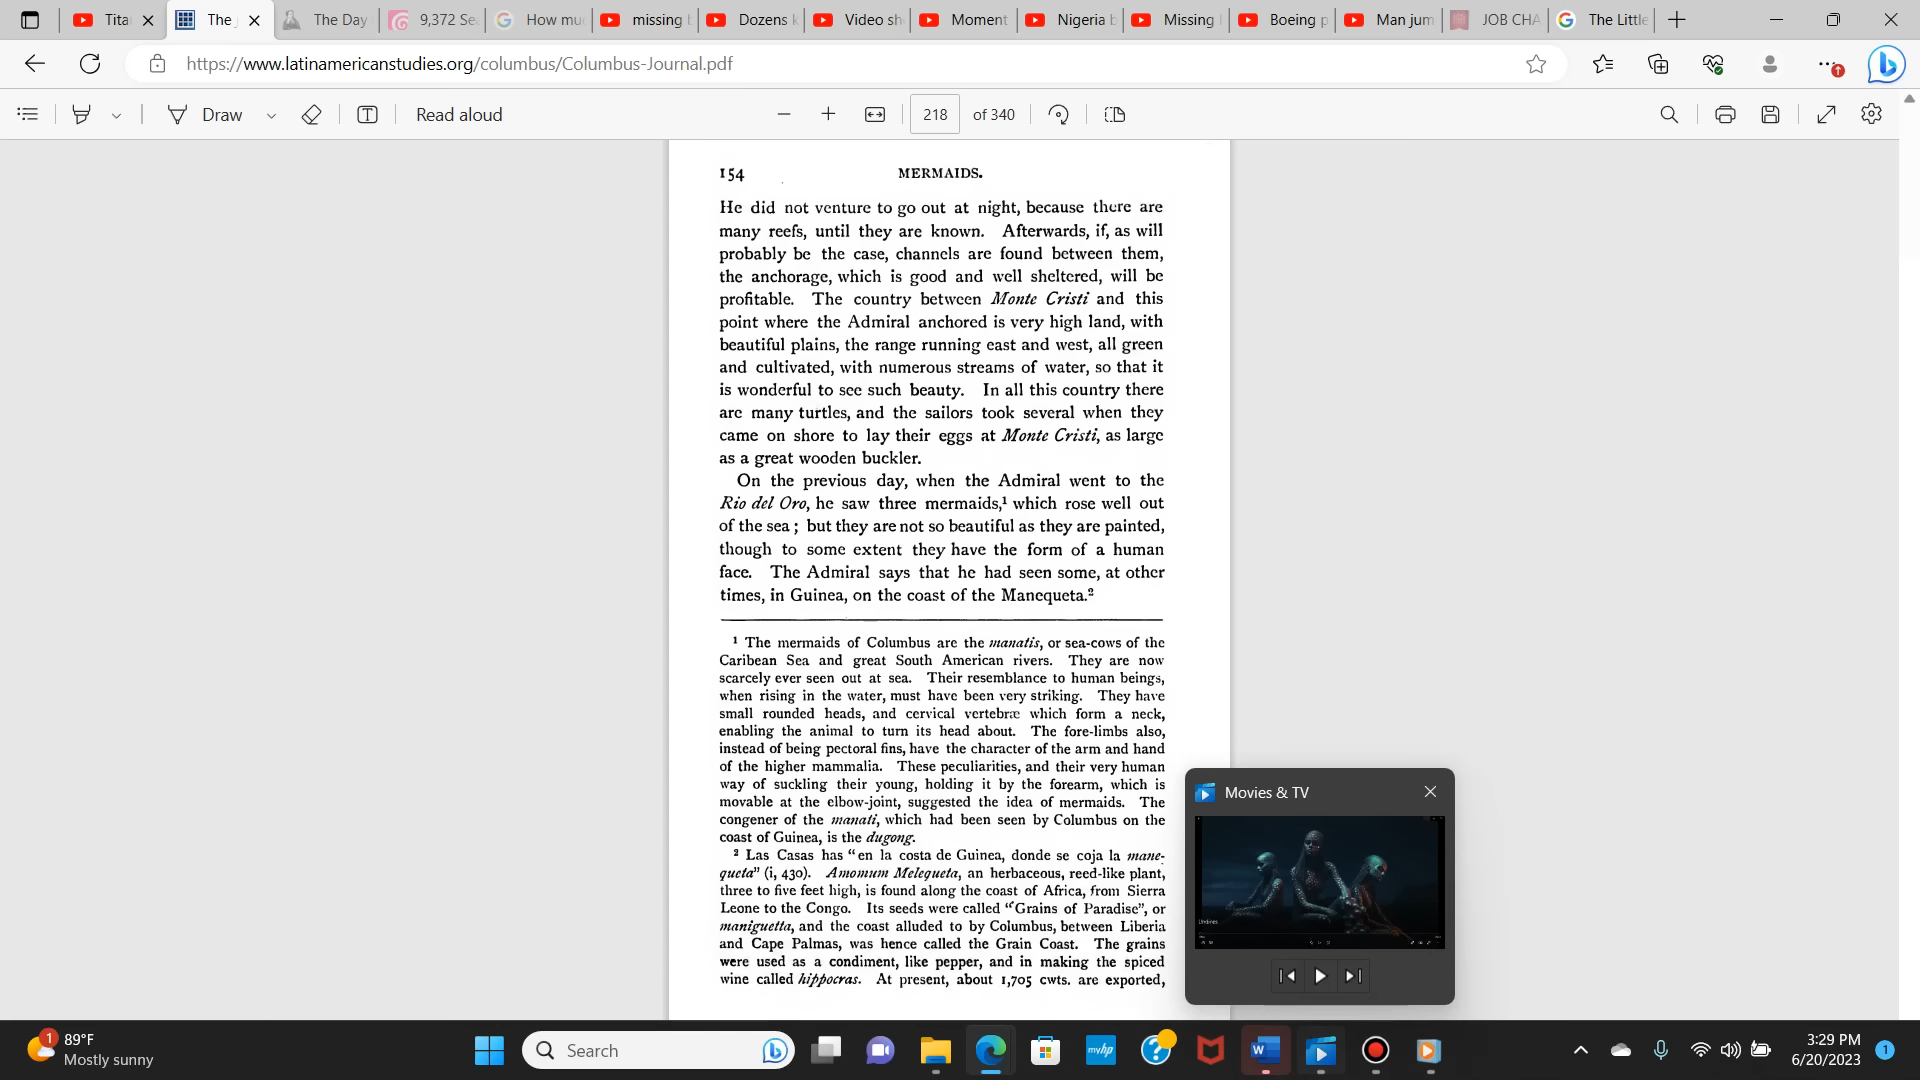 Tita
The
The Day
9,372 Se
How mu
missing b
Dozens k
Video sh
Moment
Nigeria b
Missing
Boeing p
Man jum
JOB CHA
The Little
https://www.latinamericanstudies.org/columbus/Columbus-Journal.pdf
Draw
Read aloud
218
of 340
154 MERMAIDS.
He did not venture to go out at night, because there are
many reefs, until they are known. Afterwards, if, as will
probably be the case, channels are found between them,
the anchorage, which is good and well sheltered, will be
profitable. The country between Monte Cristi and this
point where the Admiral anchored is very high land, with
beautiful plains, the range running east and west, all green
and cultivated, with numerous streams of water, so that it
is wonderful to see such beauty. In all this country there
are many turtles, and the sailors took several when they
came on shore to lay their eggs at Monte Cristi, as large
as a great wooden buckler.
On the previous day, when the Admiral went to the
Rio del Oro, he saw three mermaids,¹ which rose well out
of the sea; but they are not so beautiful as they are painted,
though to some extent they have the form of a human
face. The Admiral says that he had seen some, at other
times, in Guinea, on the coast of the Manequeta.²
¹ The mermaids of Columbus are the manatis, or sea-cows of the
Caribean Sea and great South American rivers. They are now
scarcely ever seen out at sea. Their resemblance to human beings,
when rising in the water, must have been very striking. They have
small rounded heads, and cervical vertebræ which form a neck,
enabling the animal to turn its head about. The fore-limbs also,
instead of being pectoral fins, have the character of the arm and hand
of the higher mammalia. These peculiarities, and their very human
way of suckling their young, holding it by the forearm, which is
movable at the elbow-joint, suggested the idea of mermaids. The
congener of the manati, which had been seen by Columbus on the
coast of Guinea, is the dugong.
² Las Casas has "en la costa de Guinea, donde se coja la mane-
queta" (i, 430). Amomum Melequeta, an herbaceous, reed-like plant,
three to five feet high, is found along the coast of Africa, from Sierra
Leone to the Congo. Its seeds were called "Grains of Paradise", or
maniguetta, and the coast alluded to by Columbus, between Liberia
and Cape Palmas, was hence called the Grain Coast. The grains
were used as a condiment, like pepper, and in making the spiced
wine called hippocras. At present, about 1,705 cwts. are exported,
Movies & TV
Undines
1
89°F
Mostly sunny
Search
myhp
3:29 PM
6/20/2023
1